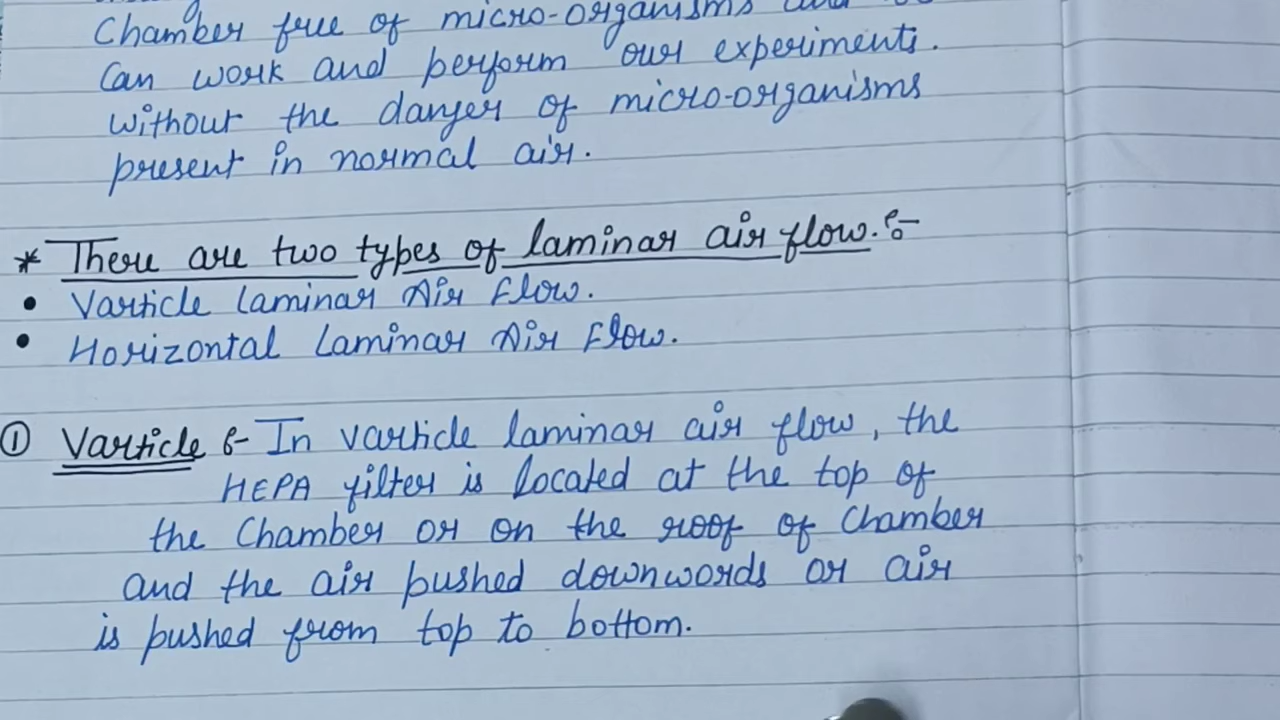 Chamber free of micro-organisms
Can work and perform our experiments.
without the danger of micro-organisms
present in normal air.
* There are two types of laminar air flow.:-
• Varticle Laminar Air Flow.
• Horizontal Laminar Air Flow.
① Varticle :- In varticle laminar air flow, the
HEPA filter is located at the top of
the Chamber or on the roof of Chamber
and the air pushed downwords or air
is pushed from top to bottom.